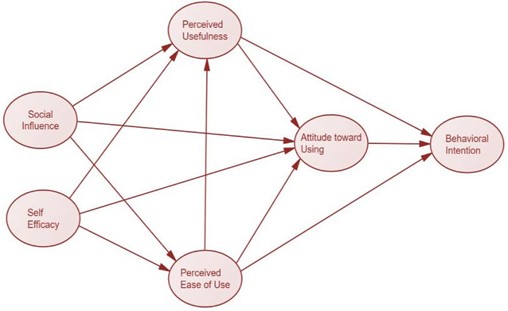 Perceived
Usefulness
Social
Influence
Attitude toward
Using
Behavioral
Intention
Self
Efficacy
Perceived
Ease of Use